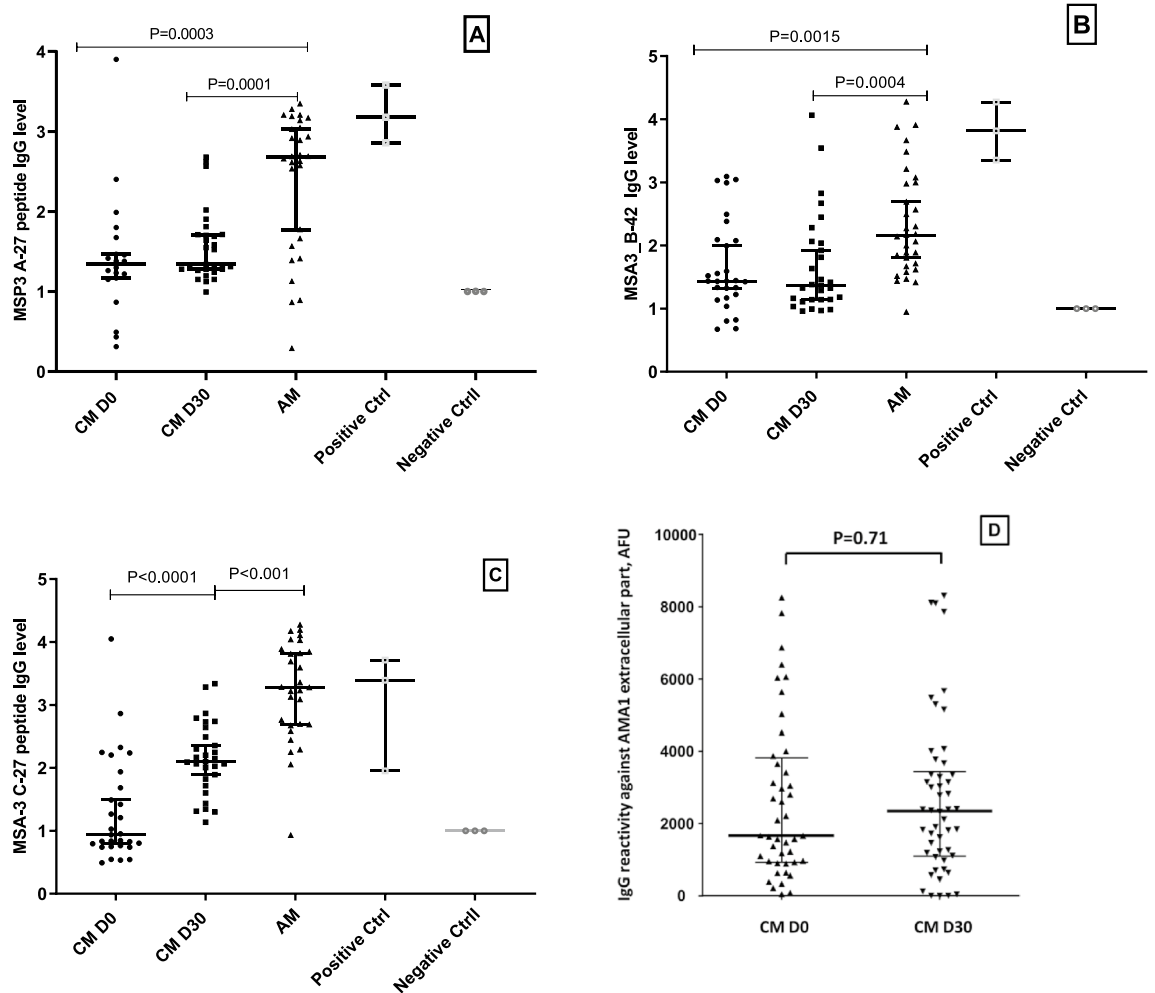 A
P=0.0003
P=0.0001
MSP3 A-27 peptide IgG level
4
3
2
1
0
CM D0
CM D30
AM
Positive Ctrl
Negative Ctrll
B
P=0.0015
P=0.0004
MSA3_B-42 IgG level
5
4
3
2
1
0
CM D0
CM D30
AM
Positive Ctrl
Negative Ctrl
C
P<0.0001
P<0.001
MSA-3 C-27 peptide IgG level
5
4
3
2
1
0
CM D0
CM D30
AM
Positive Ctrl
Negative Ctrll
D
P=0.71
IgG reactivity against AMA1 extracellular part, AFU
10000
8000
6000
4000
2000
0
CM D0
CM D30